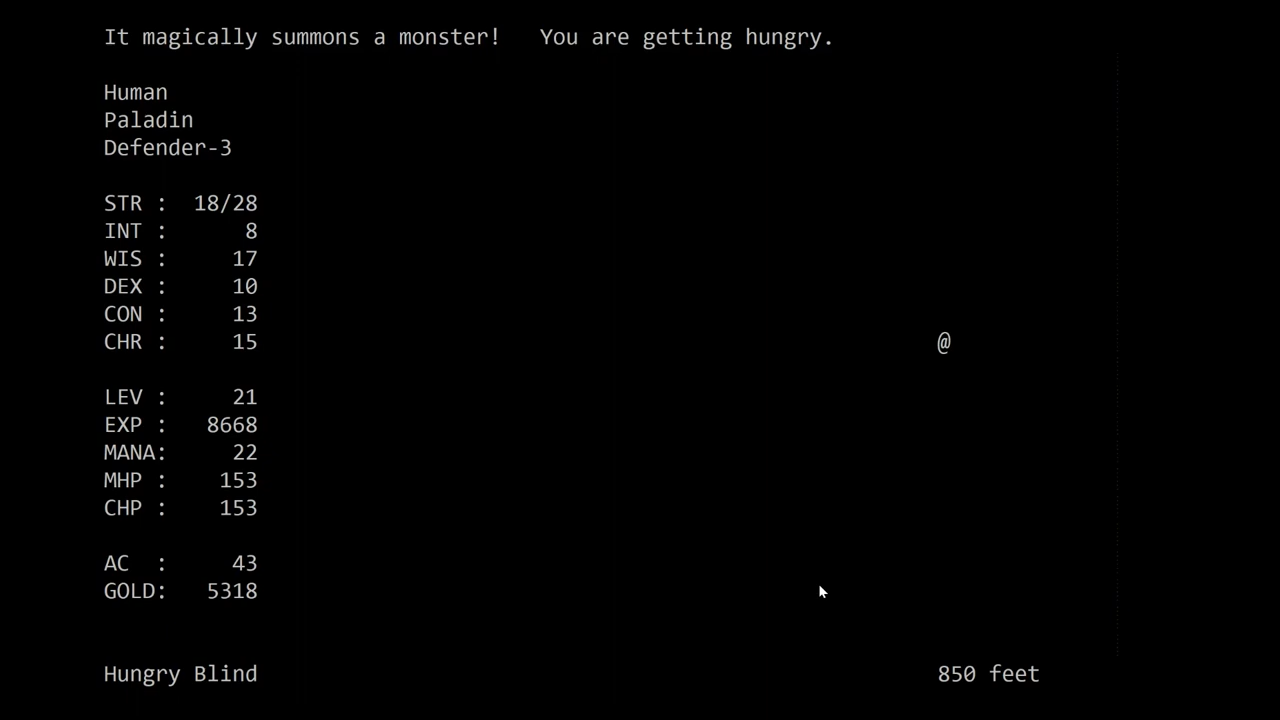 It magically summons a monster!   You are getting hungry.
Human
Paladin
Defender-3
STR :  18/28
INT :      8
WIS :     17
DEX :     10
CON :     13
CHR :     15
@
LEV :     21
EXP :   8668
MANA:     22
MHP :    153
CHP :    153
AC  :     43
GOLD:   5318
Hungry Blind
850 feet